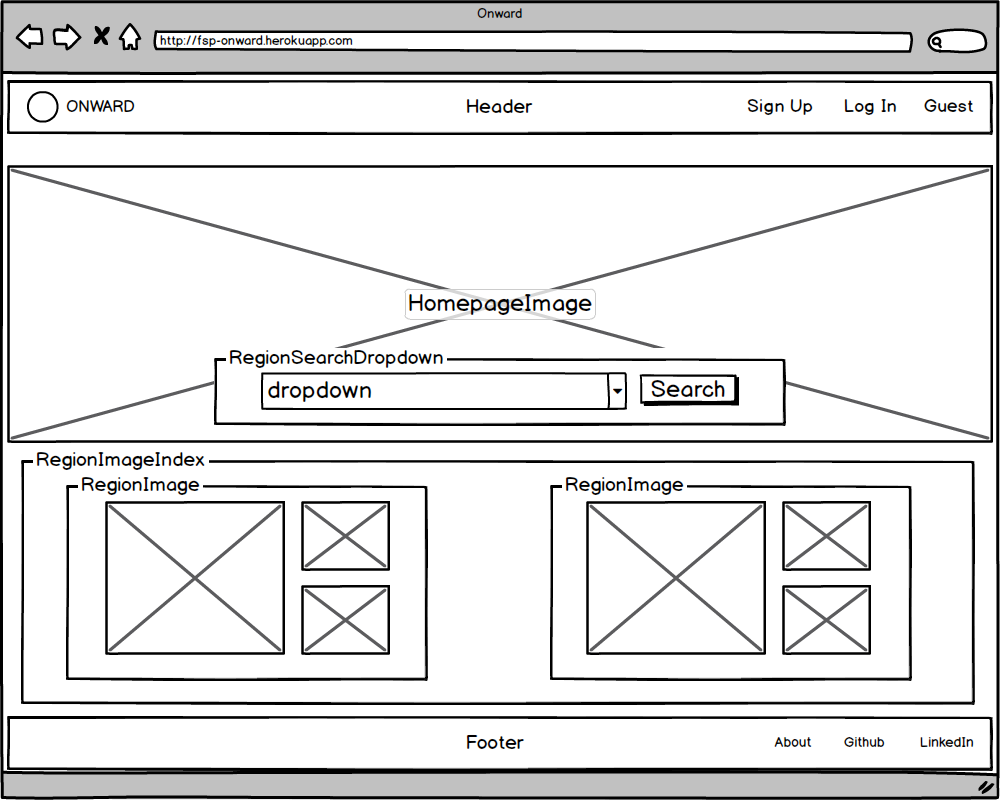 Onward
http://fsp-onward.herokuapp.com
ONWARD Header Sign Up Log In Guest
HomepageImage
RegionSearchDropdown
dropdown Search
RegionImageIndex
RegionImage RegionImage
Footer About Github LinkedIn